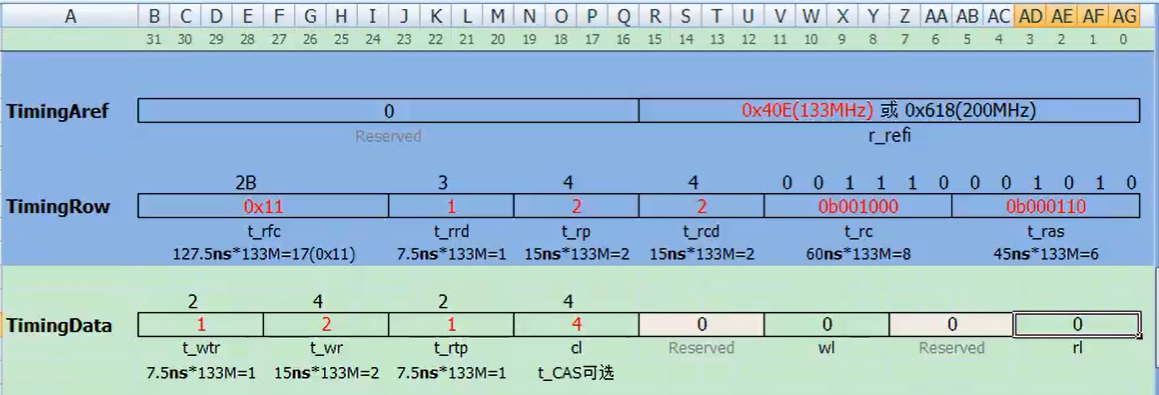 A B C D E F G H I J K L M N O P Q R S T U V W X Y Z AA AB AC AD AE AF AG
31 30 29 28 27 26 25 24 23 22 21 20 19 18 17 16 15 14 13 12 11 10 9 8 7 6 5 4 3 2 1 0
TimingAref 0 0x40E(133MHz) 或 0x618(200MHz)
Reserved r_refi
2B 3 4 4 0 0 1 1 1 0 0 0 1 0 1 0
TimingRow 0x11 1 2 2 0b001000 0b000110
t_rfc t_rrd t_rp t_rcd t_rc t_ras
127.5ns*133M=17(0x11) 7.5ns*133M=1 15ns*133M=2 15ns*133M=2 60ns*133M=8 45ns*133M=6
2 4 2 4
TimingData 1 2 1 4 0 0 0 0
t_wtr t_wr t_rtp cl Reserved wl Reserved rl
7.5ns*133M=1 15ns*133M=2 7.5ns*133M=1 t_CAS可选